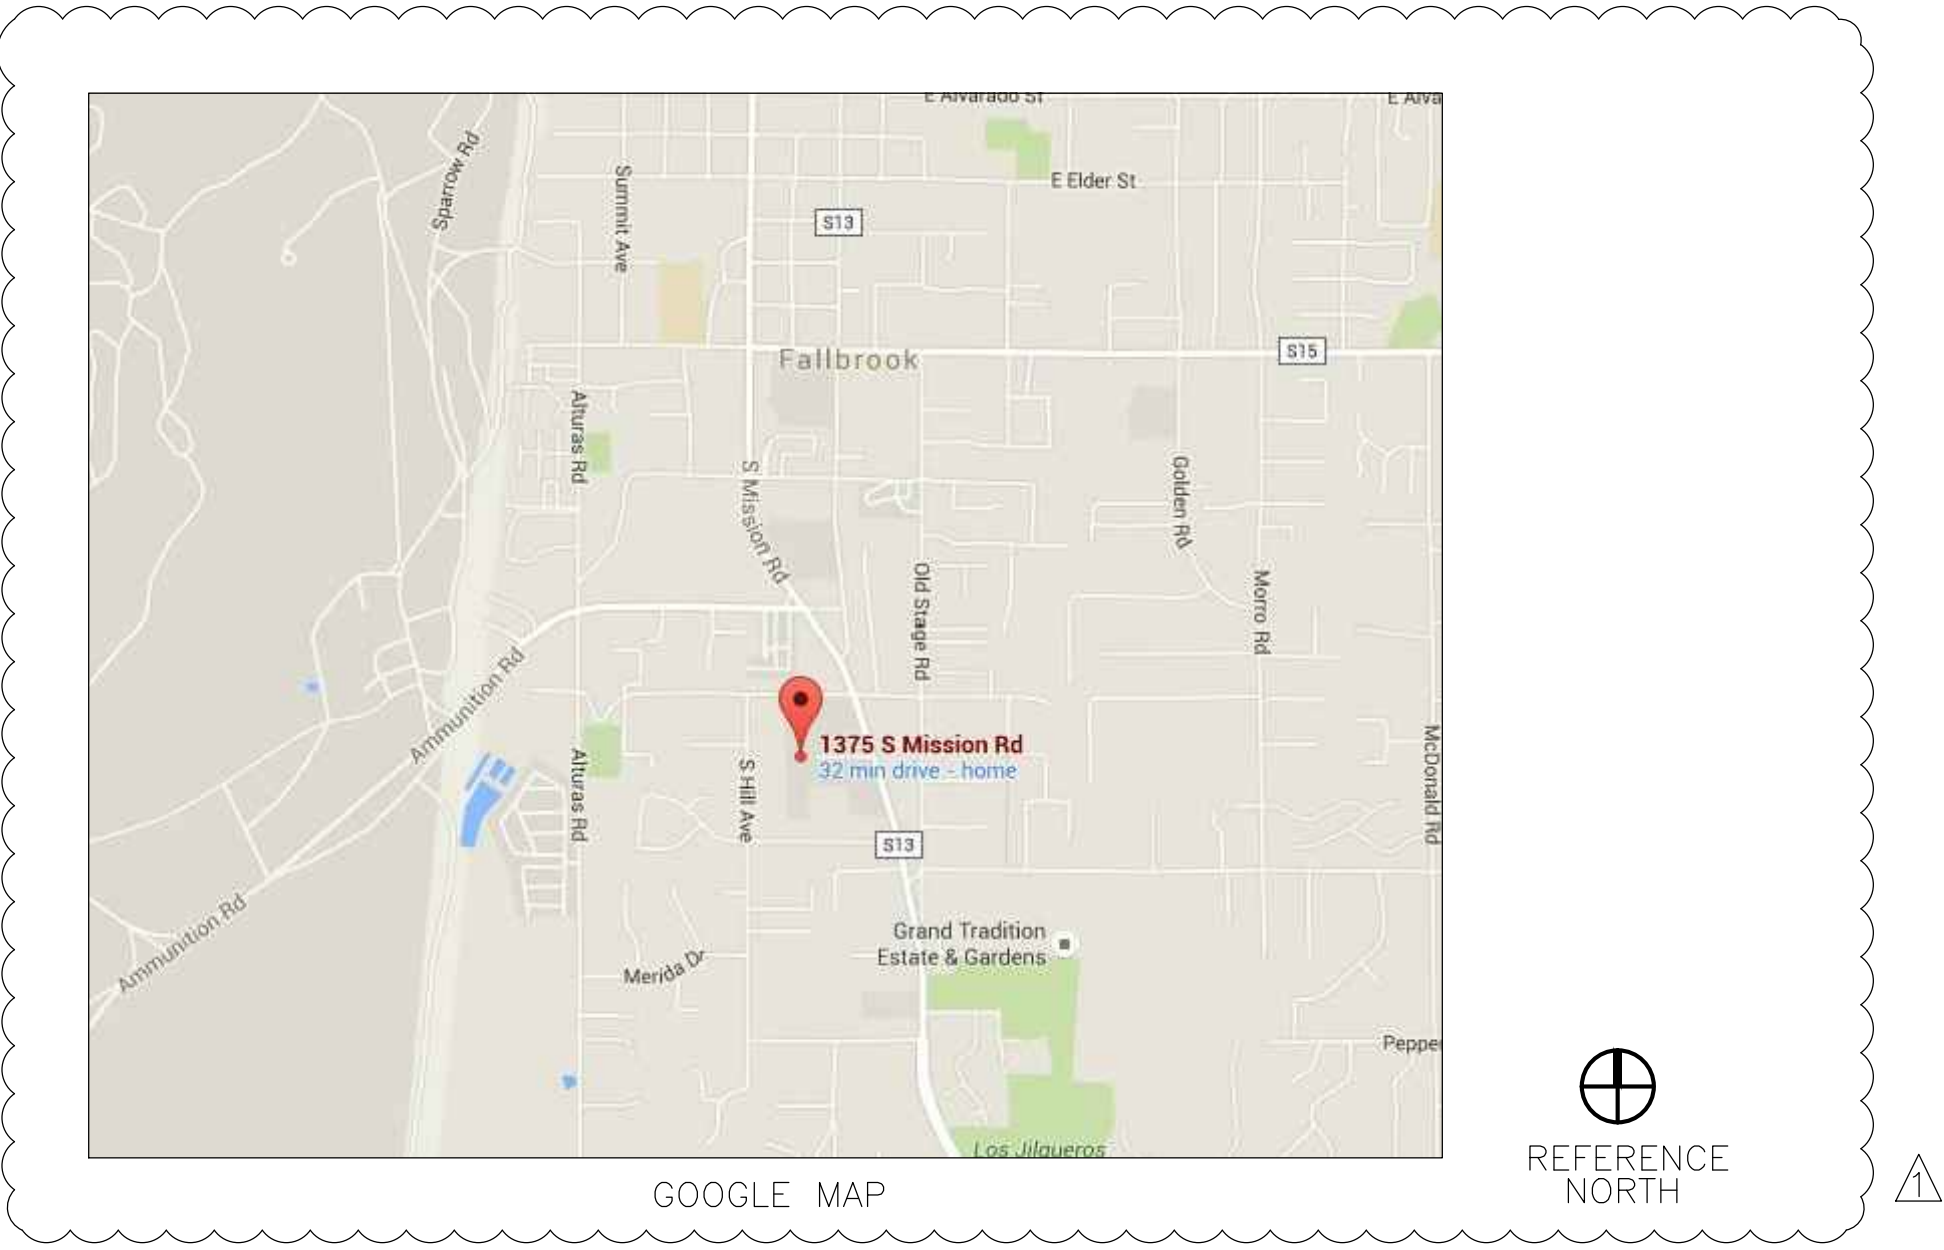 E Alvarado St
E Alva
Sparrow Rd
Summit Ave
E Elder St
S13
S15
Fallbrook
Alturas Rd
S Mission Rd
Golden Rd
Old Stage Rd
Morro Rd
Ammunition Rd
1375 S Mission Rd
32 min drive - home
Alturas Rd
S Hill Ave
McDonald Rd
S13
Ammunition Rd
Grand Tradition
Estate & Gardens
Merida Dr
Pepper
Los Jilgueros
GOOGLE MAP
REFERENCE
NORTH
1